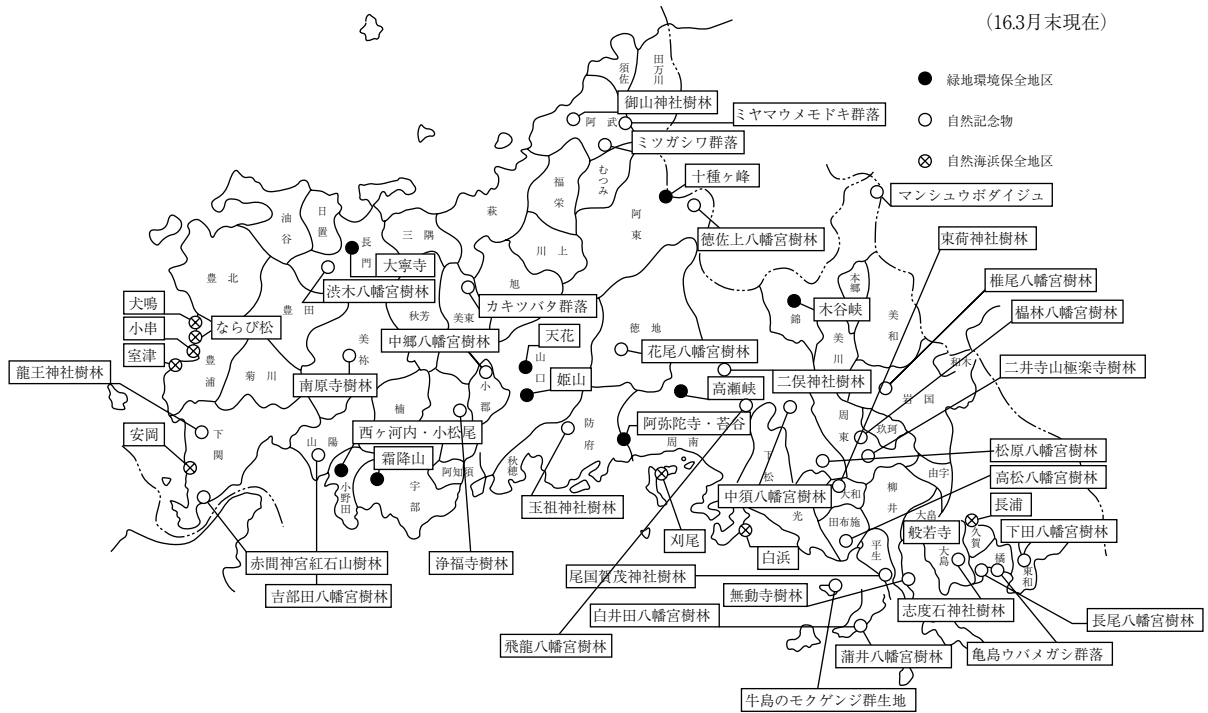 （16.3月末現在）
緑地環境保全地区
自然記念物
自然海浜保全地区
須佐
田万川
御山神社樹林
ミヤマウメモドキ群落
阿武
ミツガシワ群落
むつみ
福栄
十種ヶ峰
マンシュウボダイジュ
萩
阿東
油谷
日置
三隅
長門
川上
徳佐上八幡宮樹林
束荷神社樹林
大寧寺
旭
豊北
渋木八幡宮樹林
カキツバタ群落
本郷
椎尾八幡宮樹林
犬鳴
豊田
秋芳
美東
木谷峡
錦
美和
榲林八幡宮樹林
小串
ならび松
中郷八幡宮樹林
天花
徳地
美川
室津
美祢
山口
花尾八幡宮樹林
和木
二井寺山極楽寺樹林
龍王神社樹林
豊浦
菊川
南原寺樹林
小郡
姫山
高瀬峡
二俣神社樹林
岩国
楠
防府
阿弥陀寺・苔谷
周東
玖珂
安岡
下関
山陽
西ヶ河内・小松尾
周南
下松
松原八幡宮樹林
霜降山
阿知須
秋穂
由宇
高松八幡宮樹林
小野田
宇部
玉祖神社樹林
中須八幡宮樹林
大和
柳井
光
田布施
大畠
長浦
刈尾
白浜
般若寺
久賀
下田八幡宮樹林
赤間神宮紅石山樹林
浄福寺樹林
平生
大島
橘
東和
尾国賀茂神社樹林
吉部田八幡宮樹林
無動寺樹林
志度石神社樹林
白井田八幡宮樹林
長尾八幡宮樹林
飛龍八幡宮樹林
蒲井八幡宮樹林
亀島ウバメガシ群落
牛島のモクゲンジ群生地